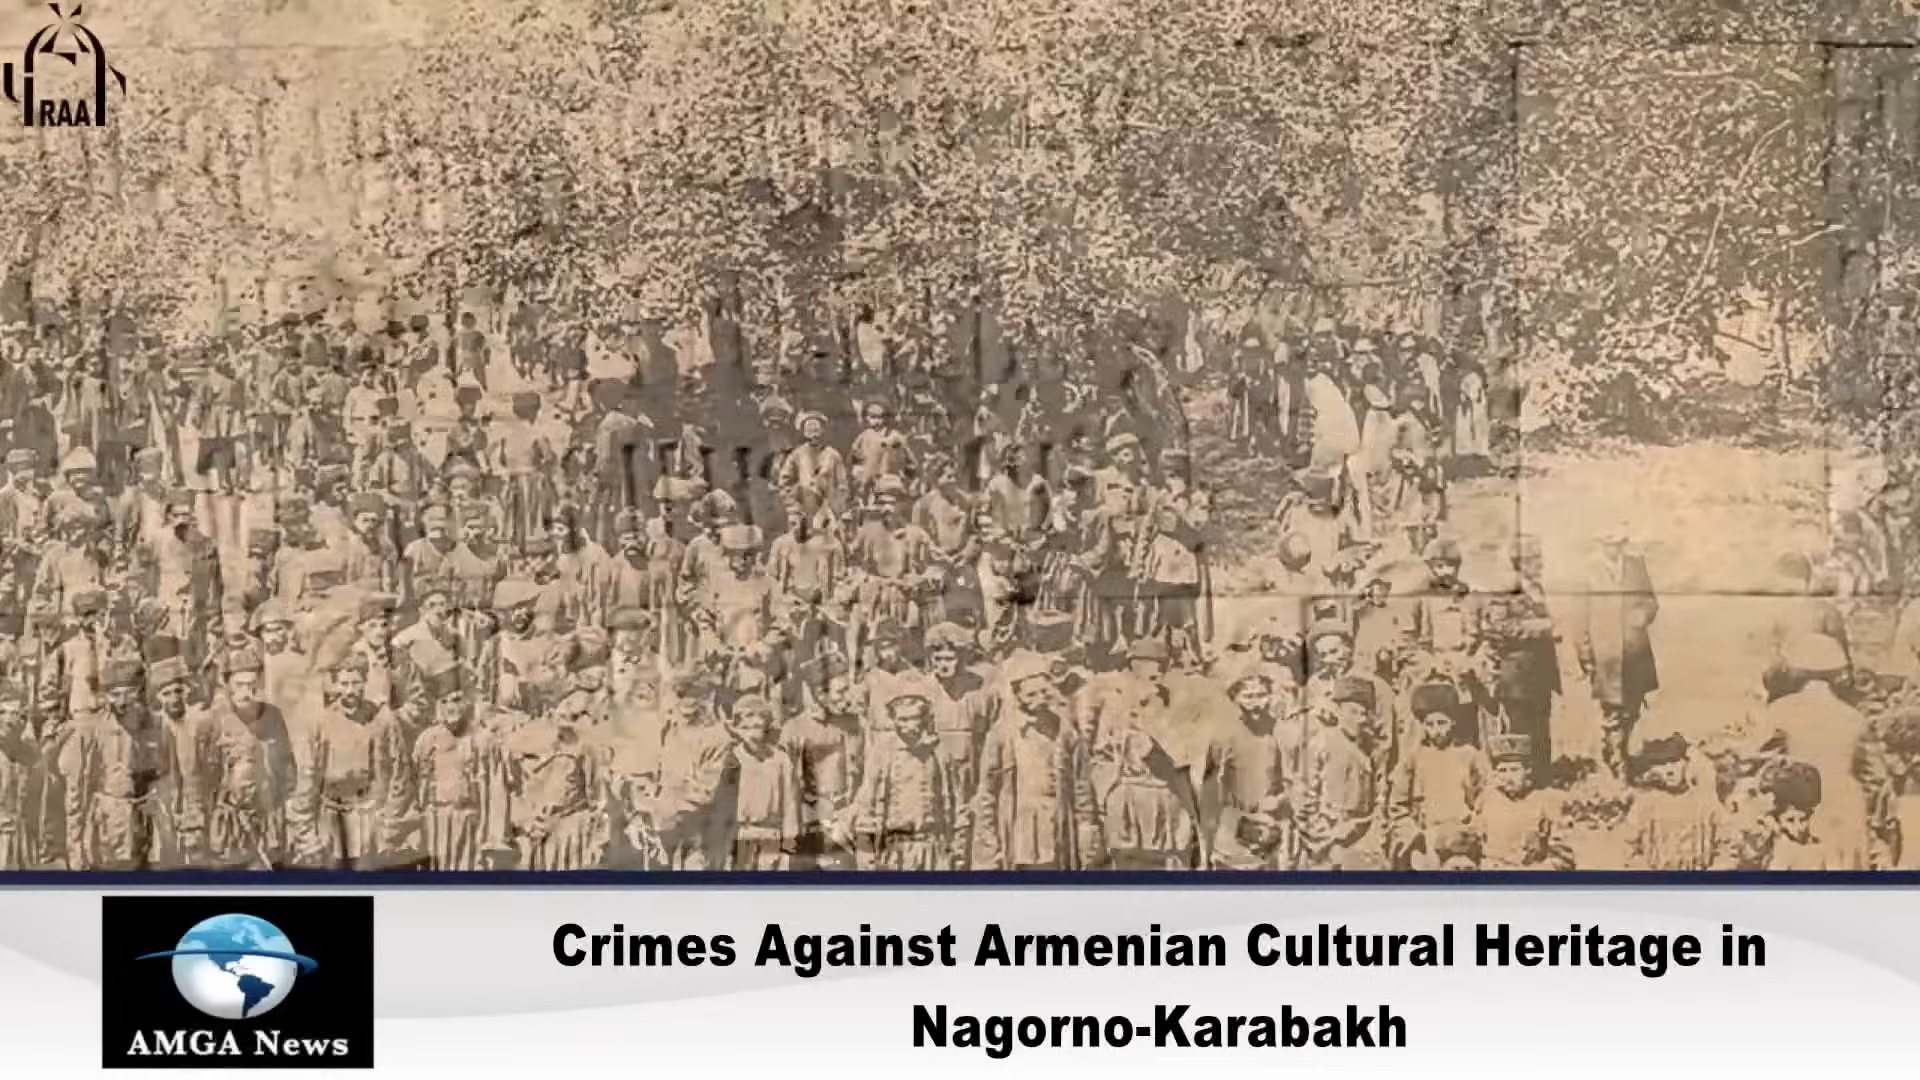 RAA
Crimes Against Armenian Cultural Heritage in
Nagorno-Karabakh
AMGA News